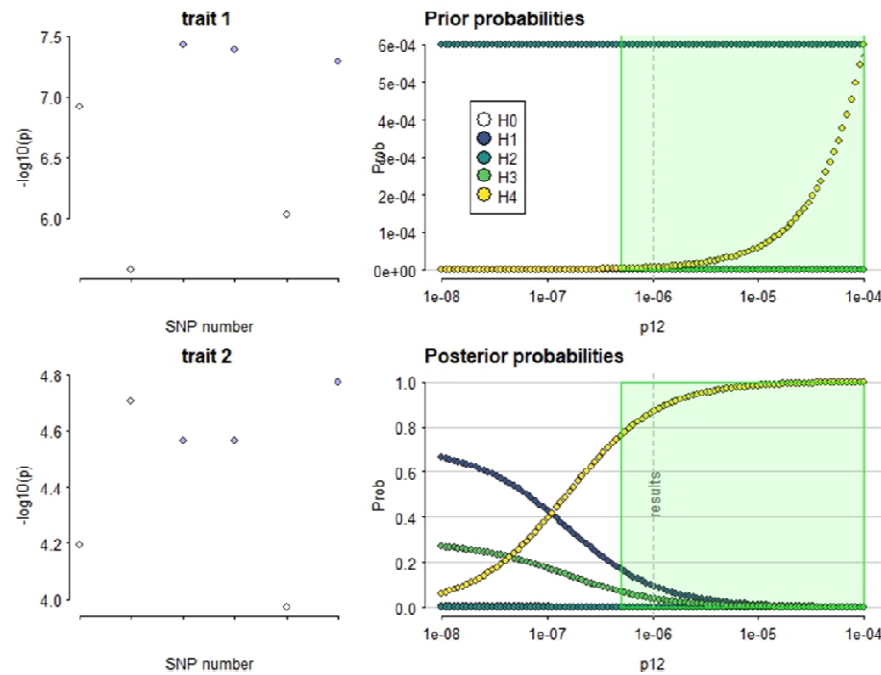 trait 1
7.5
7.0
6.5
6.0
-log10(p)
SNP number
Prior probabilities
6e-04
6e-04
4e-04
3e-04
2e-04
1e-04
0e+00
Prob
H0
H1
H2
H3
H4
1e-08 1e-07 1e-06 1e-05 1e-04
p12
trait 2
4.8
4.6
4.4
4.2
4.0
-log10(p)
SNP number
Posterior probabilities
1.0
0.8
0.6
0.4
0.2
0.0
Prob
results
1e-08 1e-07 1e-06 1e-05 1e-04
p12